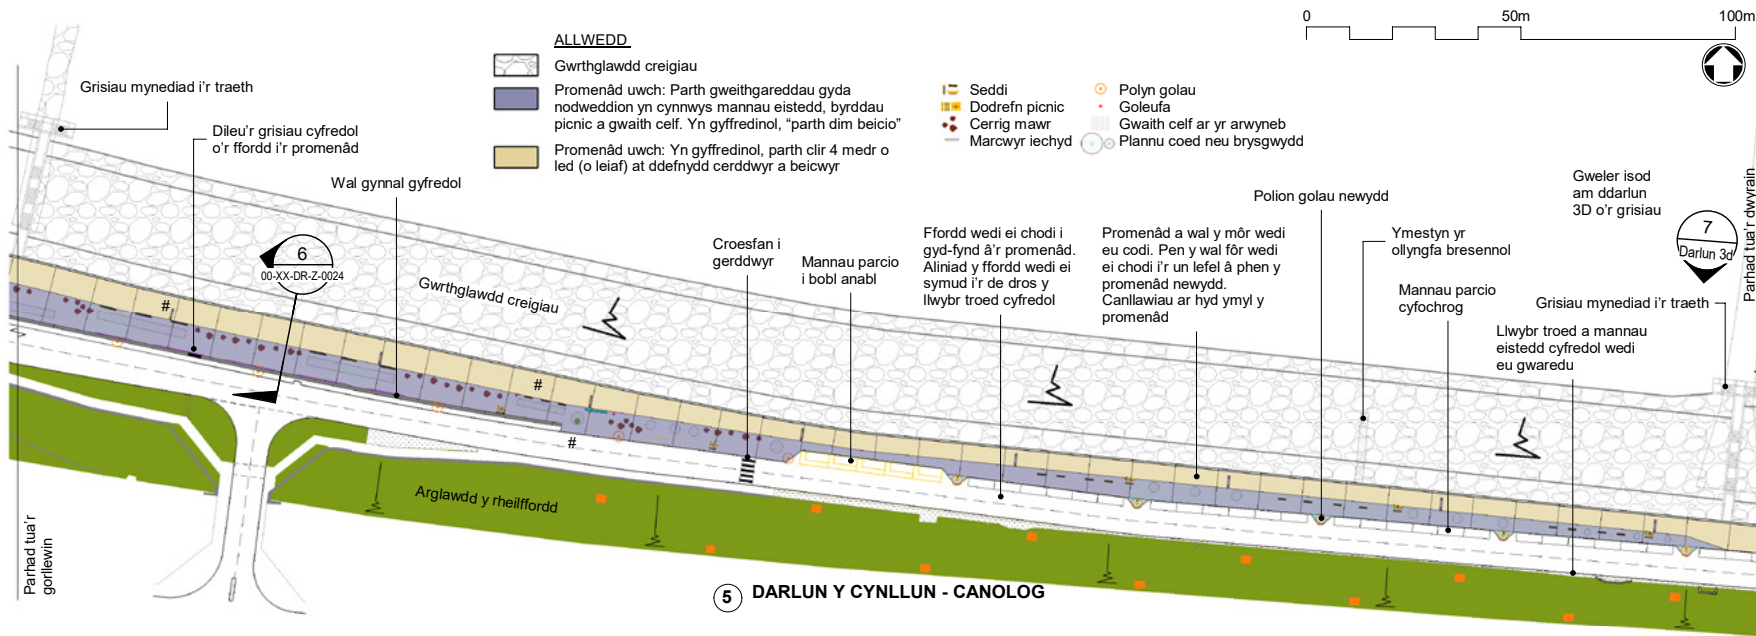 0 50m 100m
ALLWEDD
Gwrthglawdd creigiau
Promenâd uwch: Parth gweithgareddau gyda
nodweddion yn cynnwys mannau eistedd, byrddau
picnic a gwaith celf. Yn gyffredinol, “parth dim beicio”
Promenâd uwch: Yn gyffredinol, parth clir 4 medr o
led (o leiaf) at ddefnydd cerddwyr a beicwyr
Seddi
Dodrefn picnic
Cerrig mawr
Marcwyr iechyd
Polyn golau
Goleufa
Gwaith celf ar yr arwyneb
Plannu coed neu brysgwydd
Grisiau mynediad i'r traeth
Dileu'r grisiau cyfredol
o'r ffordd i'r promenâd
Wal gynnal gyfredol
6
00-XX-DR-Z-0024
Gwrthglawdd creigiau
Croesfan i
gerddwyr
Mannau parcio
i bobl anabl
Ffordd wedi ei chodi i
gyd-fynd â'r promenâd.
Aliniad y ffordd wedi ei
symud i'r de dros y
llwybr troed cyfredol
Promenâd a wal y môr wedi
eu codi. Pen y wal fôr wedi
ei chodi i'r un lefel â phen y
promenâd newydd.
Canllawiau ar hyd ymyl y
promenâd
Polion golau newydd
Ymestyn yr
ollyngfa bresennol
Mannau parcio
cyfochrog
Gweler isod
am ddarlun
3D o'r grisiau
7
Darlun 3d
Grisiau mynediad i'r traeth
Llwybr troed a mannau
eistedd cyfredol wedi
eu gwaredu
Parhad tua'r dwyrain
#
#
#
Arglawdd y rheilffordd
Parhad tua'r
gorllewin
5 DARLUN Y CYNLLUN - CANOLOG